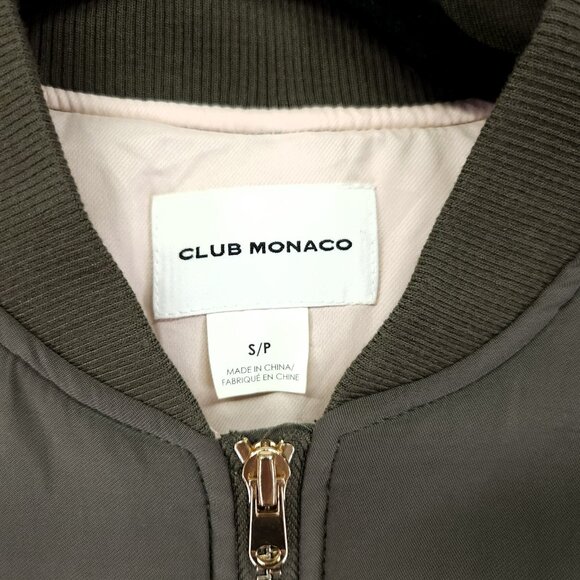 CLUB MONACO
S/P
MADE IN CHINA/
FABRIQUÉ EN CHINE